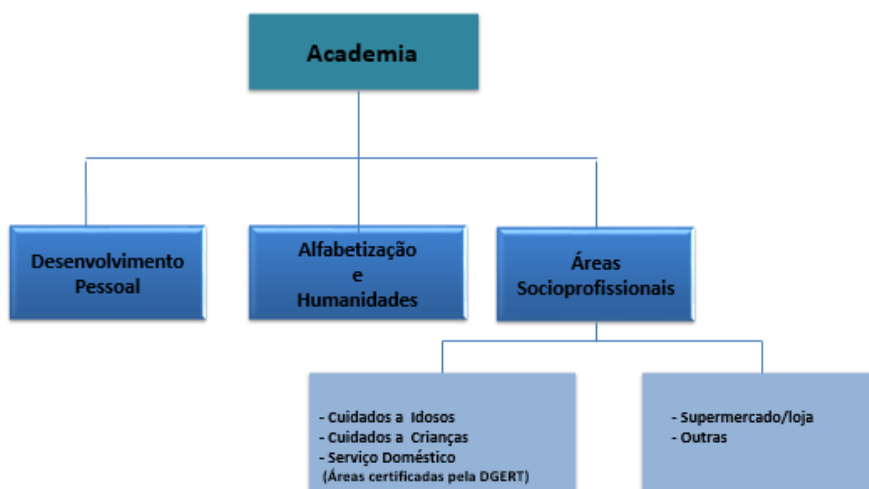 Academia
Desenvolvimento
Pessoal
Alfabetização
e
Humanidades
Áreas
Socioprofissionais
- Cuidados a Idosos
- Cuidados a Crianças
- Serviço Doméstico
(Áreas certificadas pela DGERT)
- Supermercado/loja
- Outras